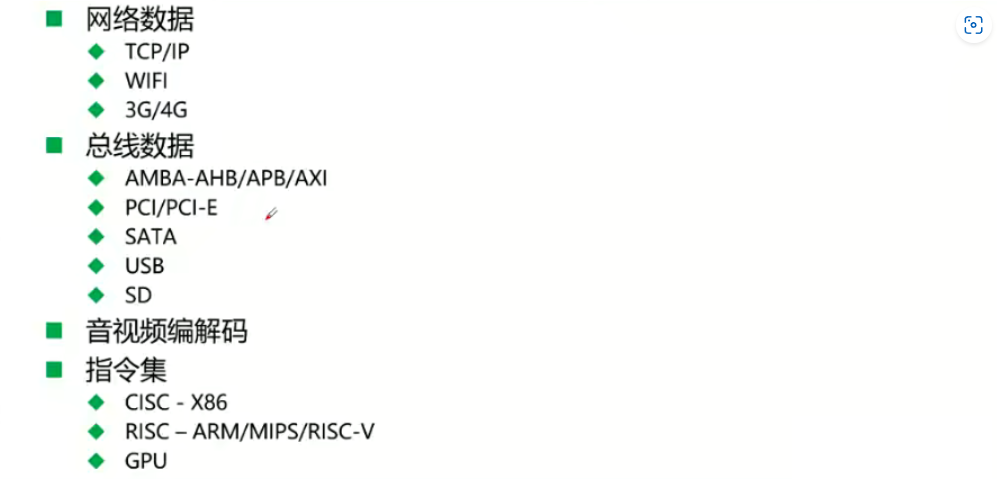 网络数据
TCP/IP
WIFI
3G/4G
总线数据
AMBA-AHB/APB/AXI
PCI/PCI-E
SATA
USB
SD
音视频编解码
指令集
CISC - X86
RISC – ARM/MIPS/RISC-V
GPU